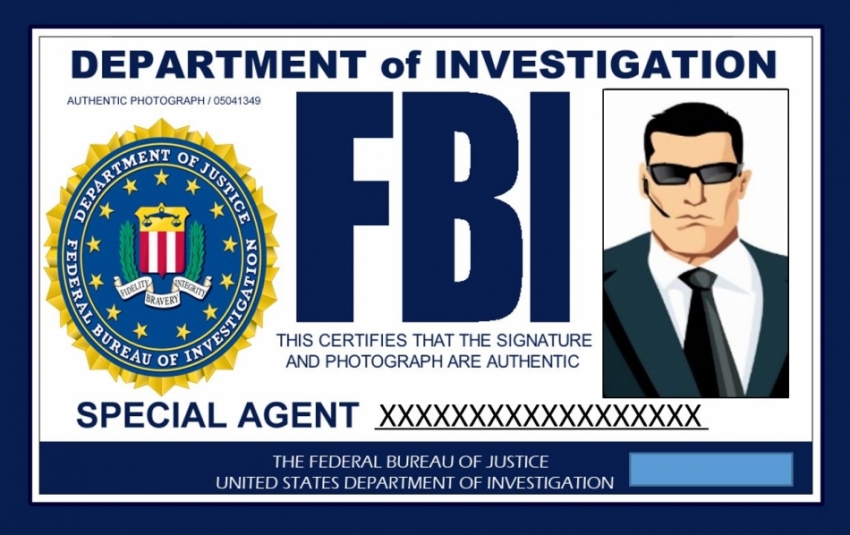 DEPARTMENT of INVESTIGATION
AUTHENTIC PHOTOGRAPH / 05041349
FBI
DEPARTMENT OF JUSTICE
FEDERAL BUREAU OF INVESTIGATION
FIDELITY
BRAVERY
INTEGRITY
THIS CERTIFIES THAT THE SIGNATURE
AND PHOTOGRAPH ARE AUTHENTIC
SPECIAL AGENT XXXXXXXXXXXXXXXXXXX
THE FEDERAL BUREAU OF JUSTICE
UNITED STATES DEPARTMENT OF INVESTIGATION